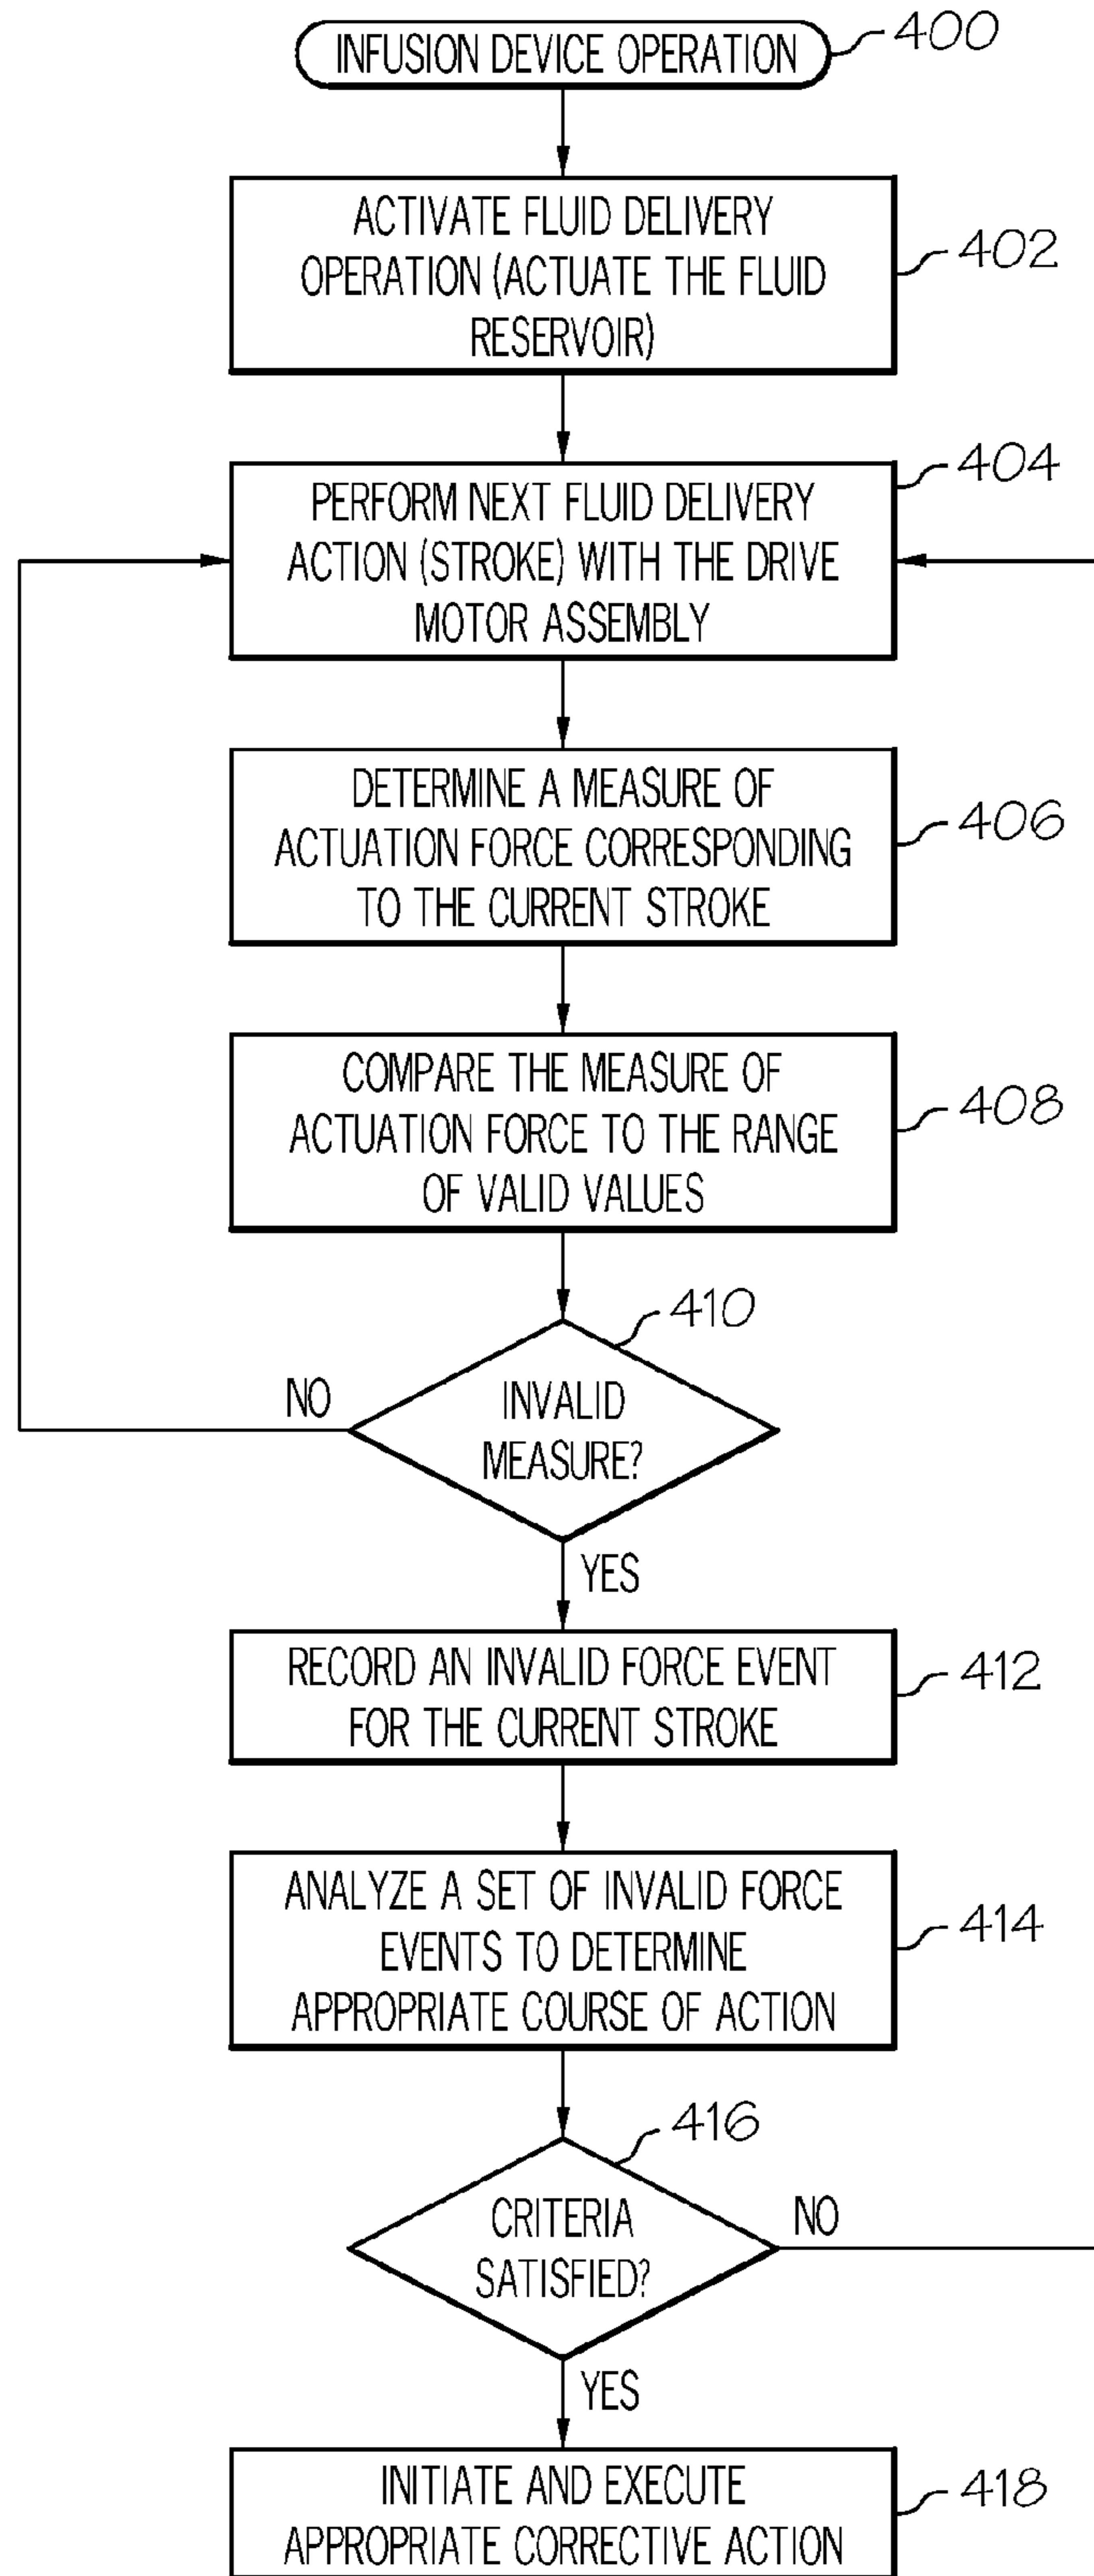 INFUSION DEVICE OPERATION
400
ACTIVATE FLUID DELIVERY
OPERATION (ACTUATE THE FLUID
RESERVOIR)
402
PERFORM NEXT FLUID DELIVERY
ACTION (STROKE) WITH THE DRIVE
MOTOR ASSEMBLY
404
DETERMINE A MEASURE OF
ACTUATION FORCE CORRESPONDING
TO THE CURRENT STROKE
406
COMPARE THE MEASURE OF
ACTUATION FORCE TO THE RANGE
OF VALID VALUES
408
410
NO
INVALID
MEASURE?
YES
RECORD AN INVALID FORCE EVENT
FOR THE CURRENT STROKE
412
ANALYZE A SET OF INVALID FORCE
EVENTS TO DETERMINE
APPROPRIATE COURSE OF ACTION
414
416
CRITERIA
SATISFIED?
NO
YES
INITIATE AND EXECUTE
APPROPRIATE CORRECTIVE ACTION
418